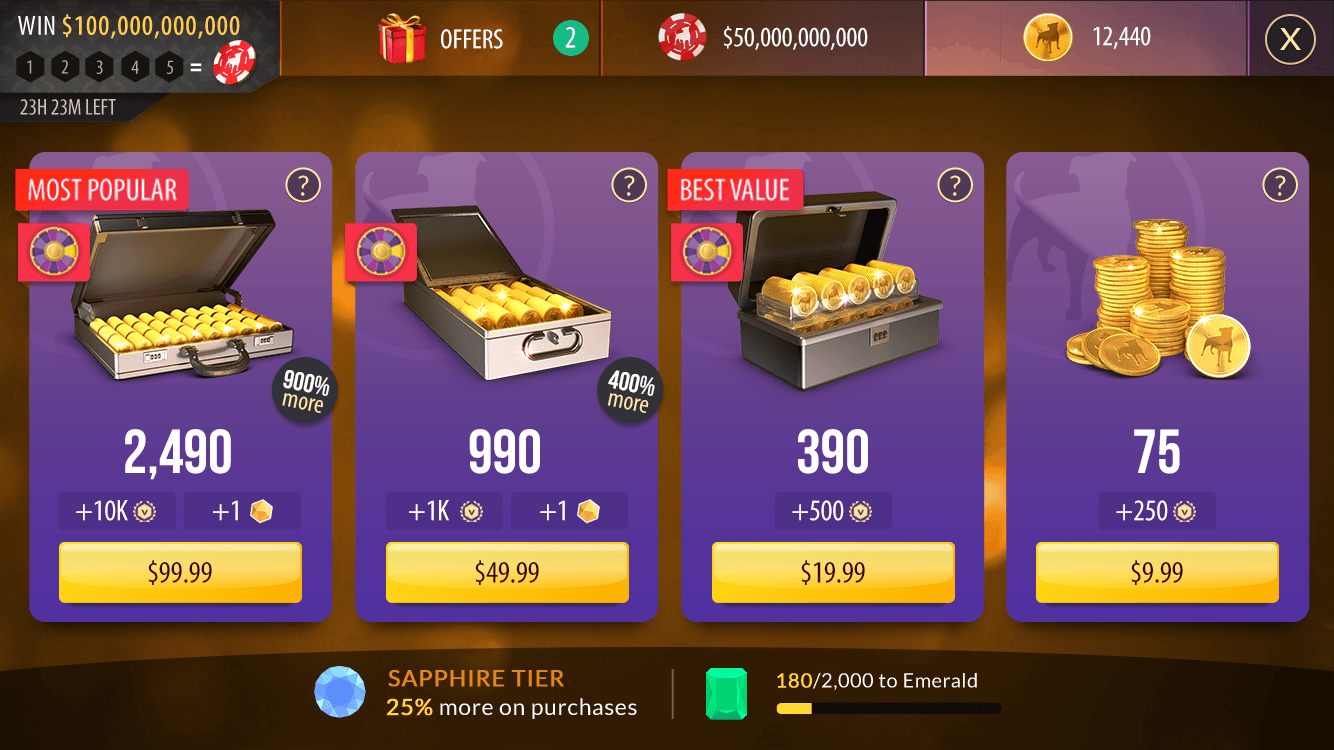 WIN $100,000,000,000
1 2 3 4 5 =
23H 23M LEFT
OFFERS
2
$50,000,000,000
12,440
X
MOST POPULAR
?
900%
more
2,490
+10K V
+1
$99.99
?
400%
more
990
+1K V
+1
$49.99
BEST VALUE
?
390
+500 V
$19.99
?
75
+250 V
$9.99
SAPPHIRE TIER
25% more on purchases
180/2,000 to Emerald